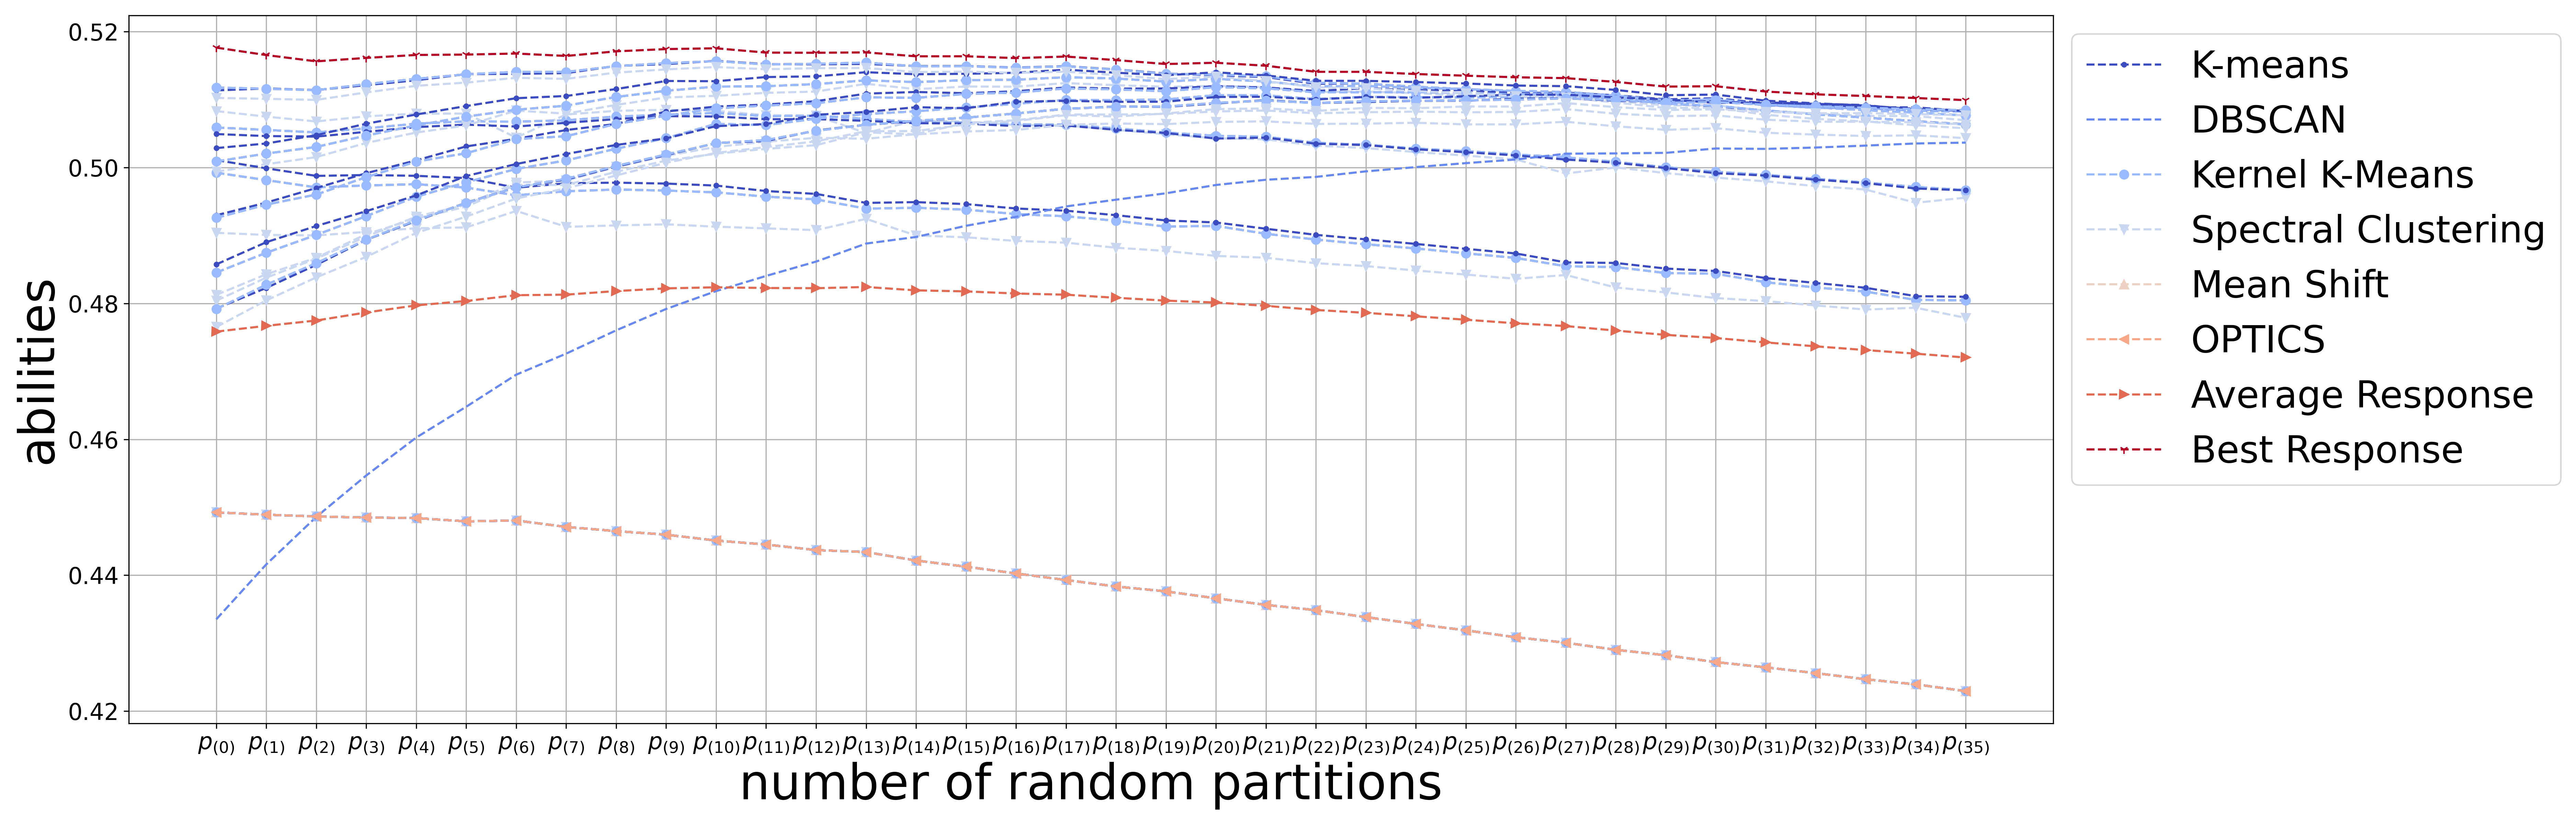 0.52
0.50
0.48
0.46
0.44
0.42
abilities
p(0) p(1) p(2) p(3) p(4) p(5) p(6) p(7) p(8) p(9) p(10) p(11) p(12) p(13) p(14) p(15) p(16) p(17) p(18) p(19) p(20) p(21) p(22) p(23) p(24) p(25) p(26) p(27) p(28) p(29) p(30) p(31) p(32) p(33) p(34) p(35)
number of random partitions
K-means
DBSCAN
Kernel K-Means
Spectral Clustering
Mean Shift
OPTICS
Average Response
Best Response